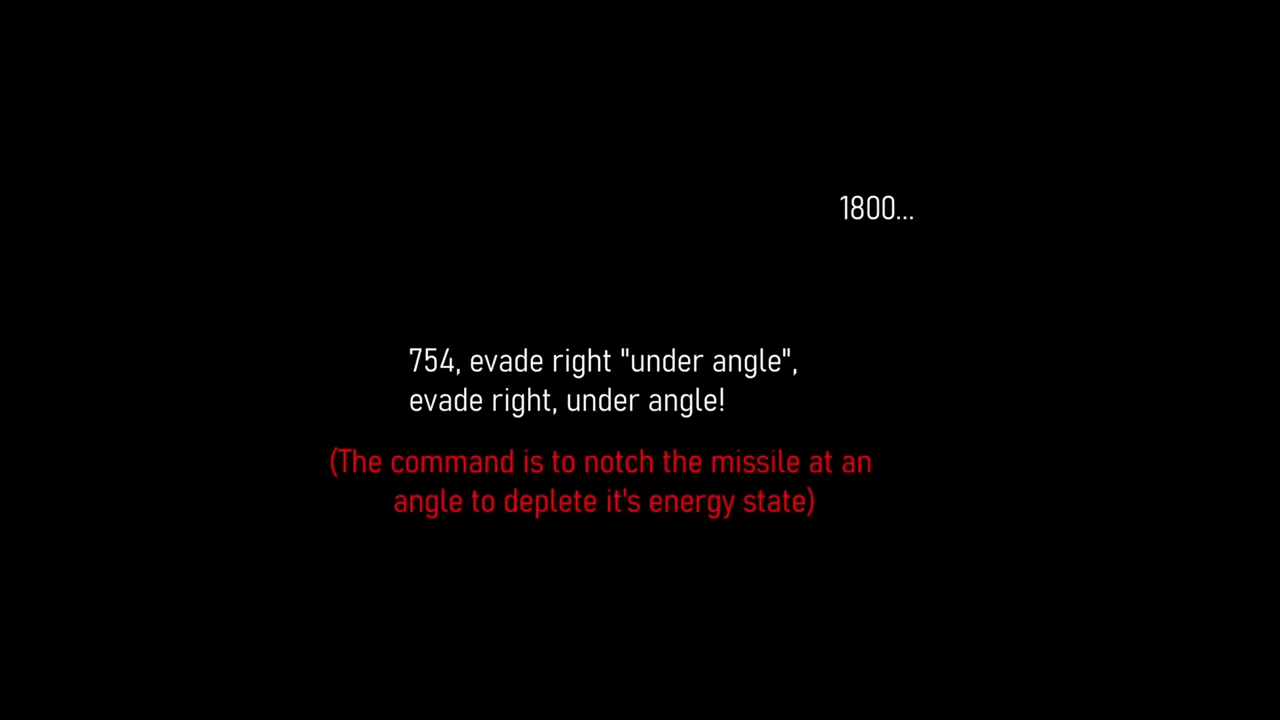 1800...
754, evade right "under angle",
evade right, under angle!
(The command is to notch the missile at an
angle to deplete it's energy state)